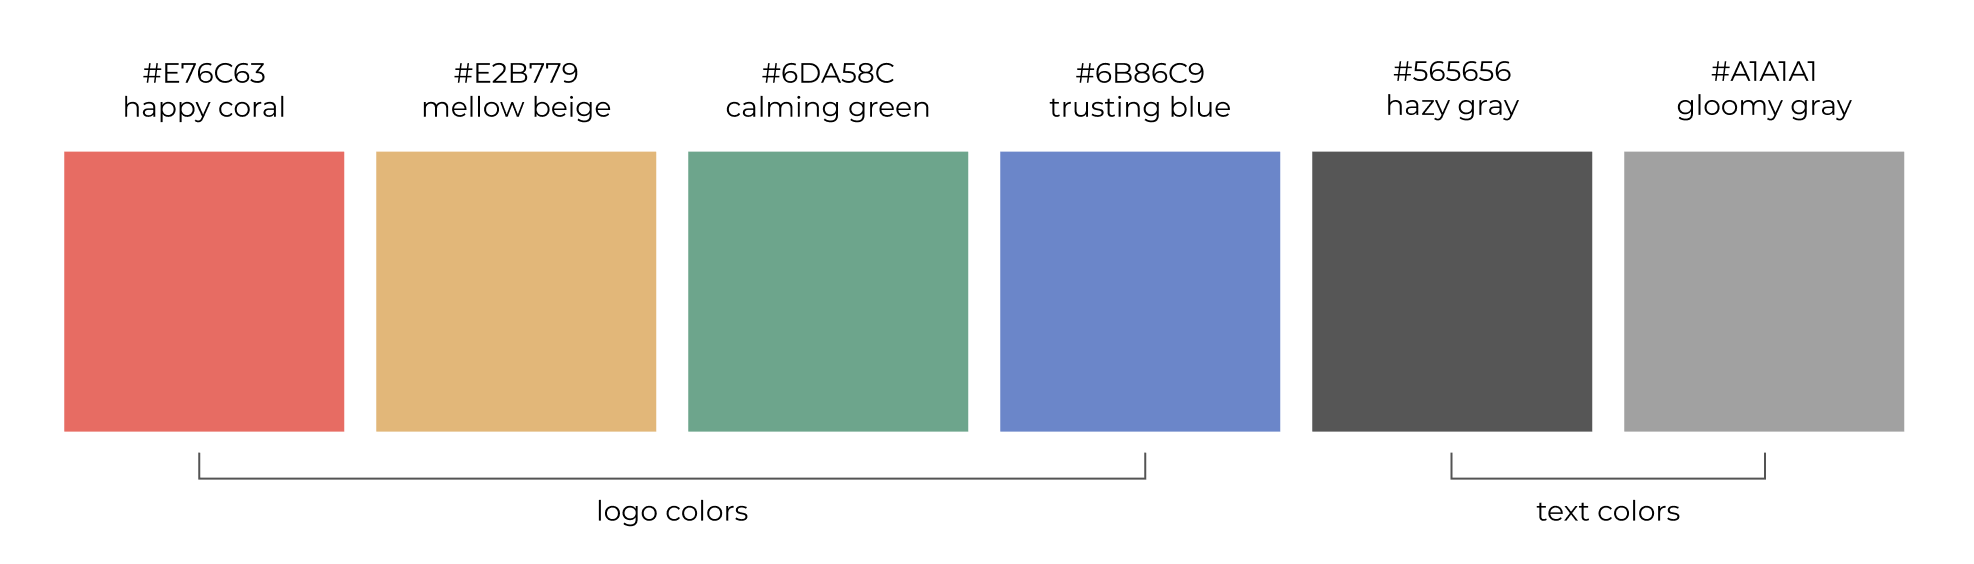 #E76C63
happy coral
#E2B779
mellow beige
#6DA58C
calming green
#6B86C9
trusting blue
#565656
hazy gray
#A1A1A1
gloomy gray
logo colors
text colors